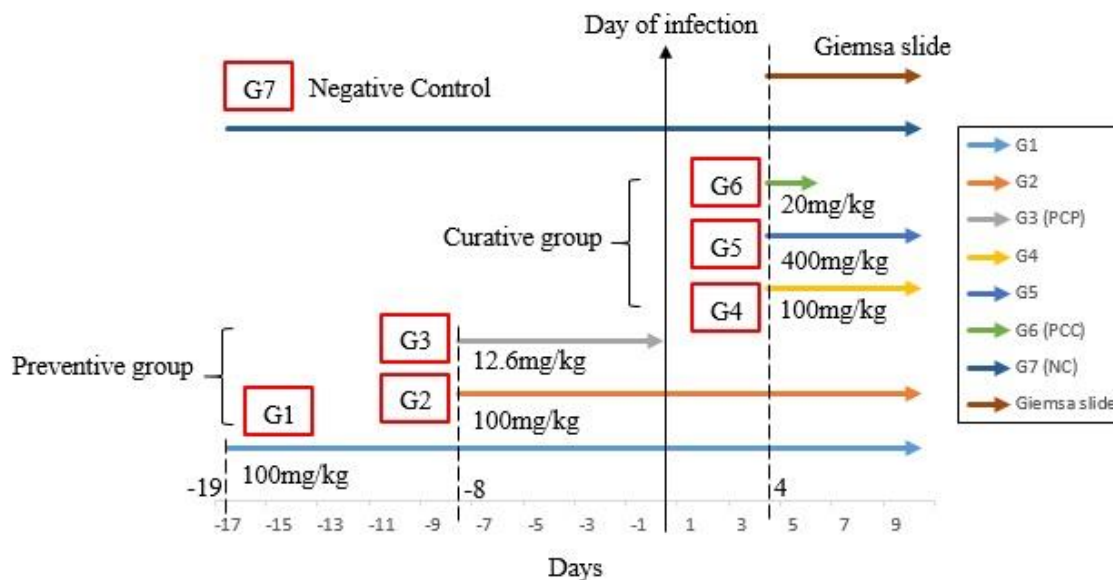 Day of infection
Giemsa slide
G7 Negative Control
G6
20mg/kg
Curative group
G5
400mg/kg
G4
100mg/kg
Preventive group
G3
12.6mg/kg
G2
100mg/kg
G1
100mg/kg
-19 -8 4
-17 -15 -13 -11 -9 -7 -5 -3 -1 1 3 5 7 9
Days
G1
G2
G3 (PCP)
G4
G5
G6 (PCC)
G7 (NC)
Giemsa slide